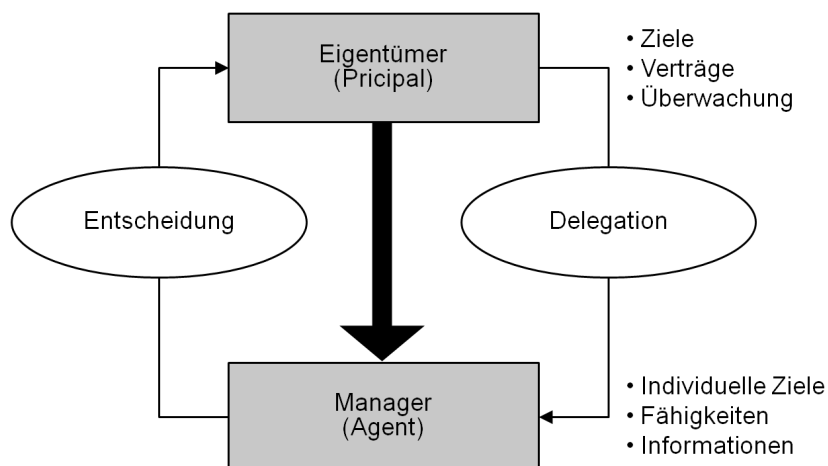 Eigentümer
(Pricipal)
• Ziele
• Verträge
• Überwachung
Entscheidung
Delegation
Manager
(Agent)
• Individuelle Ziele
• Fähigkeiten
• Informationen